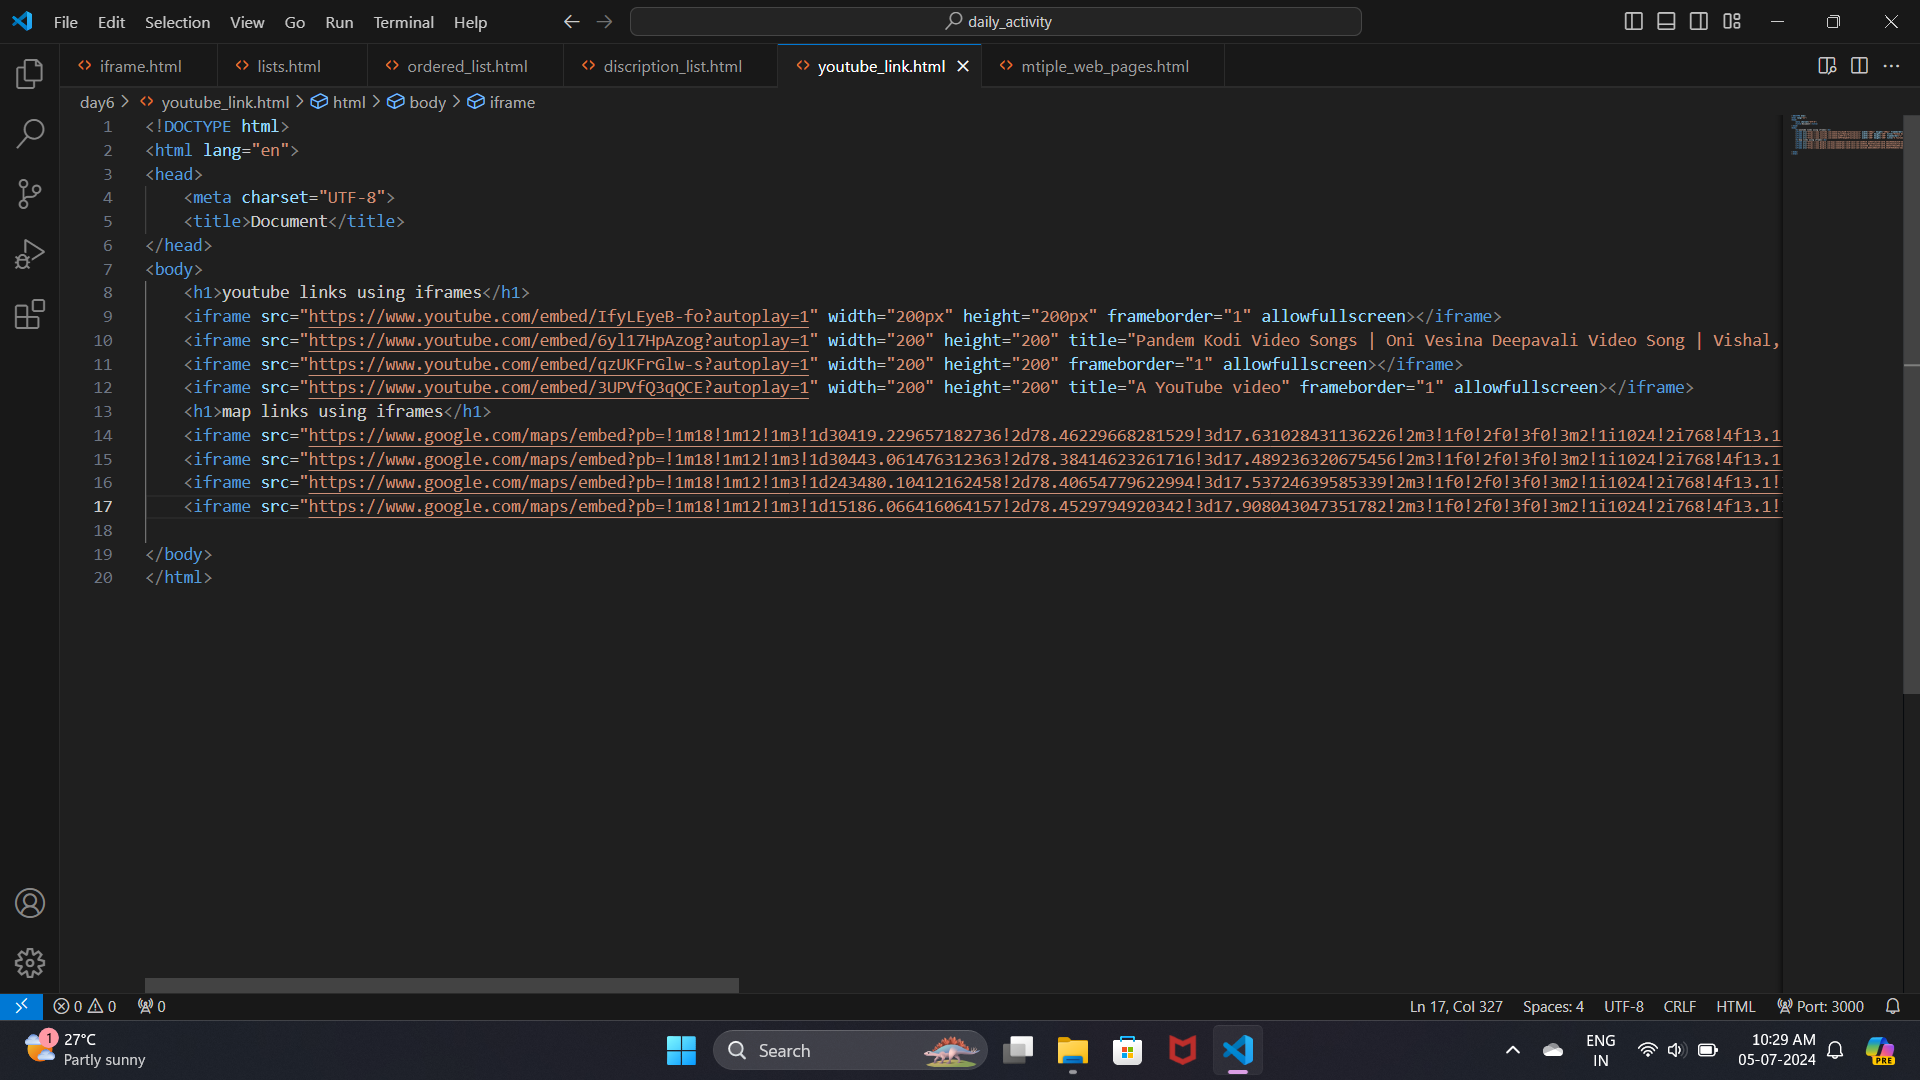 File Edit Selection View Go Run Terminal Help
daily_activity
iframe.html lists.html ordered_list.html discription_list.html youtube_link.html mtiple_web_pages.html
day6 > youtube_link.html > html > body > iframe
1 <!DOCTYPE html>
2 <html lang="en">
3 <head>
4 <meta charset="UTF-8">
5 <title>Document</title>
6 </head>
7 <body>
8 <h1>youtube links using iframes</h1>
9 <iframe src="https://www.youtube.com/embed/IfyLEyeB-fo?autoplay=1" width="200px" height="200px" frameborder="1" allowfullscreen></iframe>
10 <iframe src="https://www.youtube.com/embed/6yl17HpAzog?autoplay=1" width="200" height="200" title="Pandem Kodi Video Songs | Oni Vesina Deepavali Video Song | Vishal,
11 <iframe src="https://www.youtube.com/embed/qzUKFrGlw-s?autoplay=1" width="200" height="200" frameborder="1" allowfullscreen></iframe>
12 <iframe src="https://www.youtube.com/embed/3UPVfQ3qQCE?autoplay=1" width="200" height="200" title="A YouTube video" frameborder="1" allowfullscreen></iframe>
13 <h1>map links using iframes</h1>
14 <iframe src="https://www.google.com/maps/embed?pb=!1m18!1m12!1m3!1d30419.229657182736!2d78.46229668281529!3d17.631028431136226!2m3!1f0!2f0!3f0!3m2!1i1024!2i768!4f13.1
15 <iframe src="https://www.google.com/maps/embed?pb=!1m18!1m12!1m3!1d30443.061476312363!2d78.38414623261716!3d17.489236320675456!2m3!1f0!2f0!3f0!3m2!1i1024!2i768!4f13.1
16 <iframe src="https://www.google.com/maps/embed?pb=!1m18!1m12!1m3!1d243480.10412162458!2d78.40654779622994!3d17.53724639585339!2m3!1f0!2f0!3f0!3m2!1i1024!2i768!4f13.1!
17 <iframe src="https://www.google.com/maps/embed?pb=!1m18!1m12!1m3!1d15186.066416064157!2d78.4529794920342!3d17.908043047351782!2m3!1f0!2f0!3f0!3m2!1i1024!2i768!4f13.1!
18
19 </body>
20 </html>
0 0 0 Ln 17, Col 327 Spaces: 4 UTF-8 CRLF HTML Port: 3000
1 27°C
Partly sunny
Search
ENG
IN
10:29 AM
05-07-2024
PRE